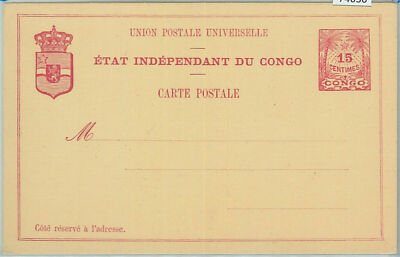 UNION POSTALE UNIVERSELLE
ÉTAT INDÉPENDANT DU CONGO
CARTE POSTALE
15
CENTIMES
CONGO
M
Côté réservé à l'adresse.